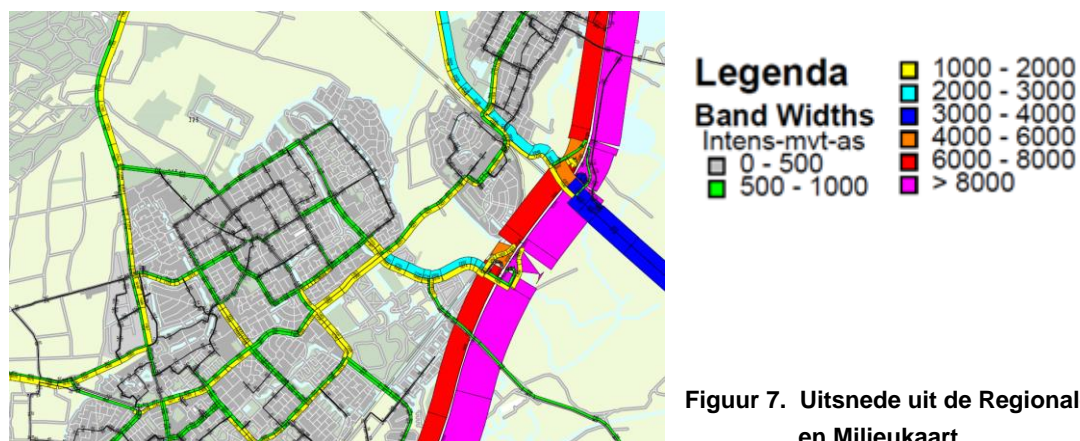 Legenda
Band Widths
Intens-mvt-as
0 - 500
500 - 1000
1000 - 2000
2000 - 3000
3000 - 4000
4000 - 6000
6000 - 8000
> 8000
Figuur 7. Uitsnede uit de Regional
en Milieukaart